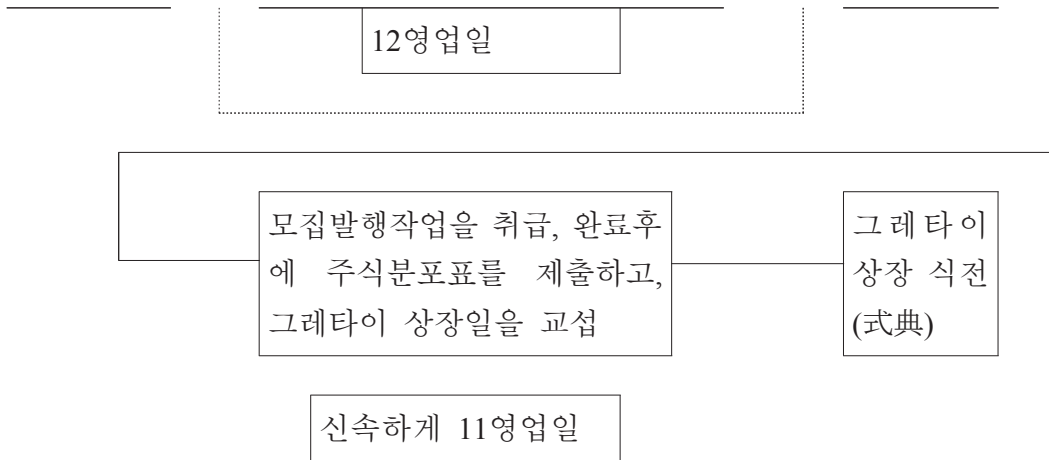 12영업일
모집발행작업을 취급, 완료후
에 주식분포표를 제출하고,
그레타이 상장일을 교섭
그레타이
상장 식전
(式典)
신속하게 11영업일